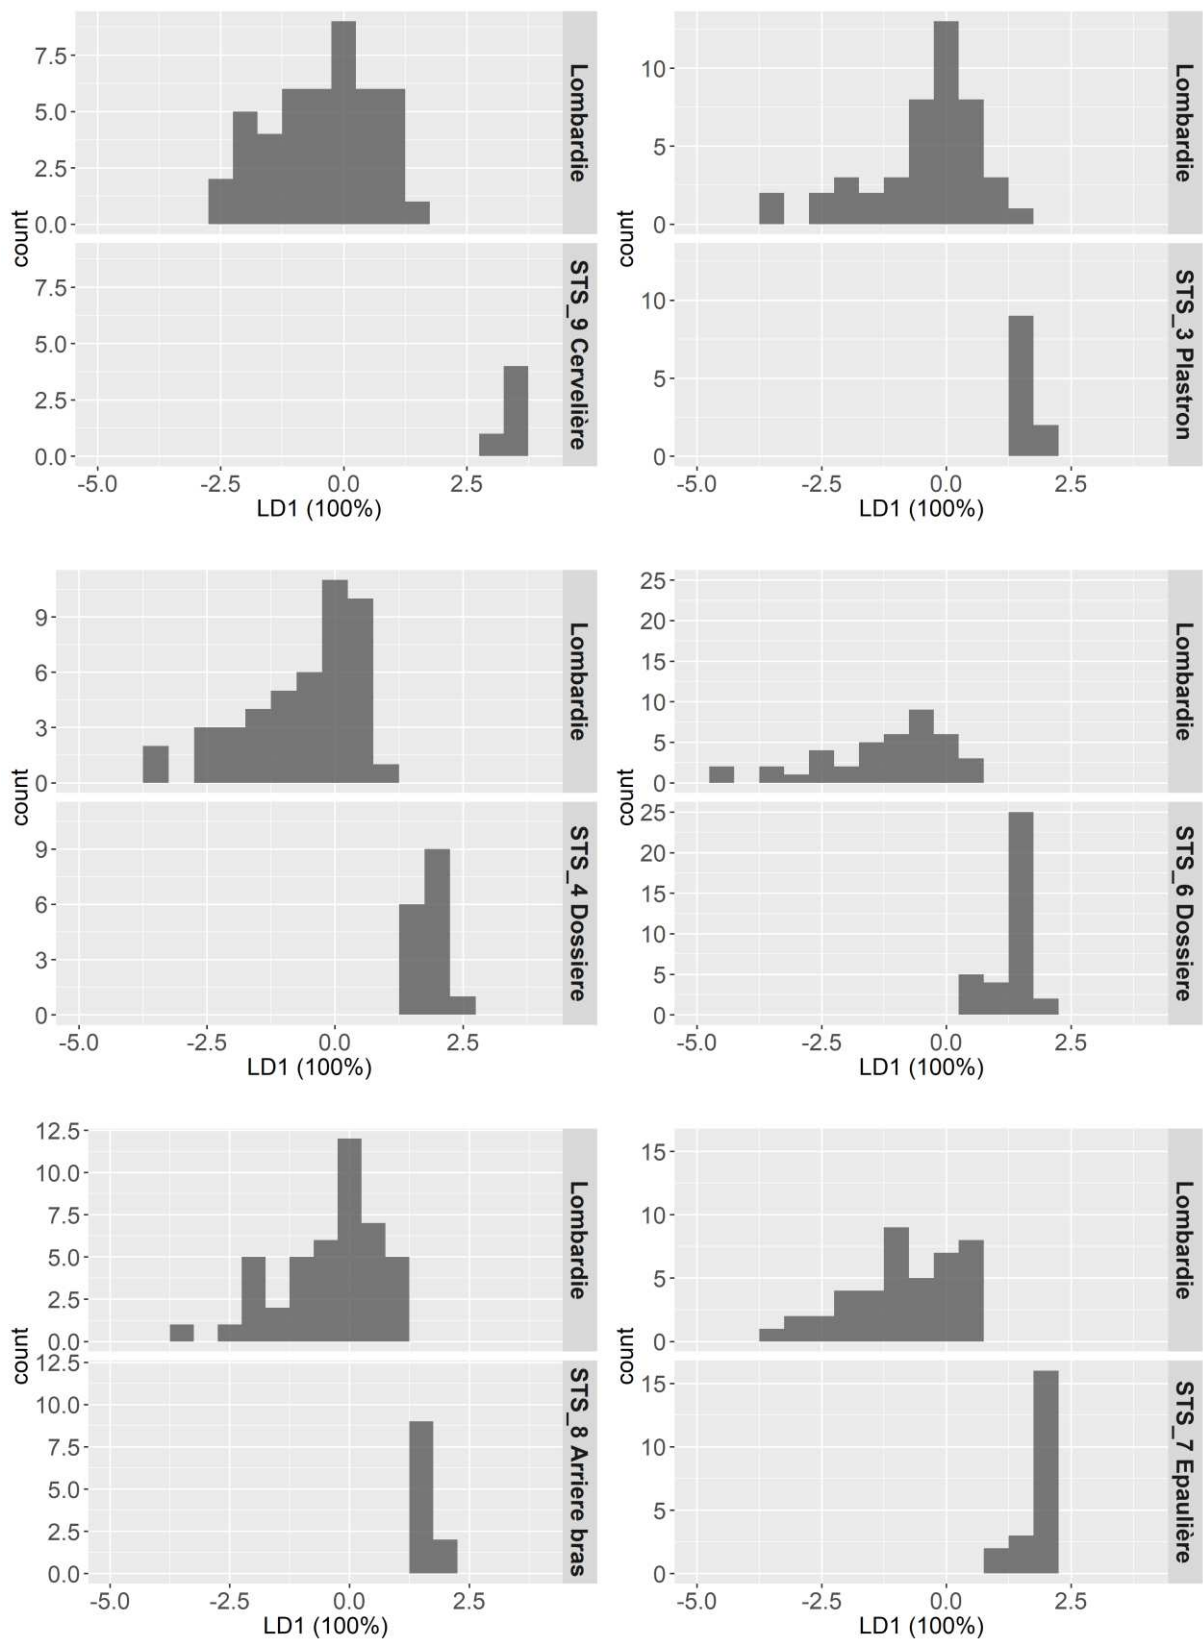 7.5
5.0
2.5
0.0
Lombardie
count
7.5
5.0
2.5
0.0
STS_9 Cervelière
-5.0 -2.5 0.0 2.5
LD1 (100%)
10
5
0
Lombardie
count
10
5
0
STS_3 Plastron
-5.0 -2.5 0.0 2.5
LD1 (100%)
9
6
3
0
Lombardie
count
9
6
3
0
STS_4 Dossiere
-5.0 -2.5 0.0 2.5
LD1 (100%)
25
20
15
10
5
0
Lombardie
count
25
20
15
10
5
0
STS_6 Dossiere
-5.0 -2.5 0.0 2.5
LD1 (100%)
12.5
10.0
7.5
5.0
2.5
0.0
Lombardie
count
12.5
10.0
7.5
5.0
2.5
0.0
STS_8 Arriere bras
-5.0 -2.5 0.0 2.5
LD1 (100%)
15
10
5
0
Lombardie
count
15
10
5
0
STS_7 Epaulière
-5.0 -2.5 0.0 2.5
LD1 (100%)